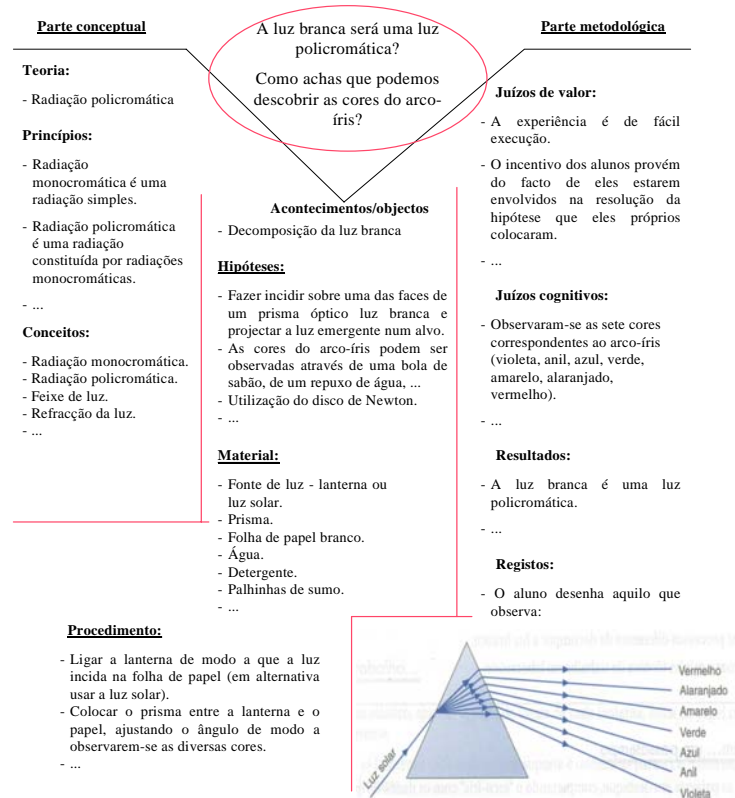 Parte conceptual
A luz branca será uma luz
policromática?
Como achas que podemos
descobrir as cores do arco-
íris?
Parte metodológica
Teoria:
- Radiação policromática
Princípios:
- Radiação
monocromática é uma
radiação simples.
- Radiação policromática
é uma radiação
constituída por radiações
monocromáticas.
- ...
Conceitos:
- Radiação monocromática.
- Radiação policromática.
- Feixe de luz.
- Refracção da luz.
- ...
Acontecimentos/objectos
- Decomposição da luz branca
Hipóteses:
- Fazer incidir sobre uma das faces de
um prisma óptico luz branca e
projectar a luz emergente num alvo.
- As cores do arco-íris podem ser
observadas através de uma bola de
sabão, de um repuxo de água, ...
- Utilização do disco de Newton.
- ...
Material:
- Fonte de luz - lanterna ou
luz solar.
- Prisma.
- Folha de papel branco.
- Água.
- Detergente.
- Palhinhas de sumo.
- ...
Juízos de valor:
- A experiência é de fácil
execução.
- O incentivo dos alunos provém
do facto de eles estarem
envolvidos na resolução da
hipótese que eles próprios
colocaram.
- ...
Juízos cognitivos:
- Observaram-se as sete cores
correspondentes ao arco-íris
(violeta, anil, azul, verde,
amarelo, alaranjado,
vermelho).
- ...
Resultados:
- A luz branca é uma luz
policromática.
- ...
Registos:
- O aluno desenha aquilo que
observa:
Procedimento:
- Ligar a lanterna de modo a que a luz
incida na folha de papel (em alternativa
usar a luz solar).
- Colocar o prisma entre a lanterna e o
papel, ajustando o ângulo de modo a
observarem-se as diversas cores.
- ...
Luz solar
Vermelho
Alaranjado
Amarelo
Verde
Azul
Anil
Violeta